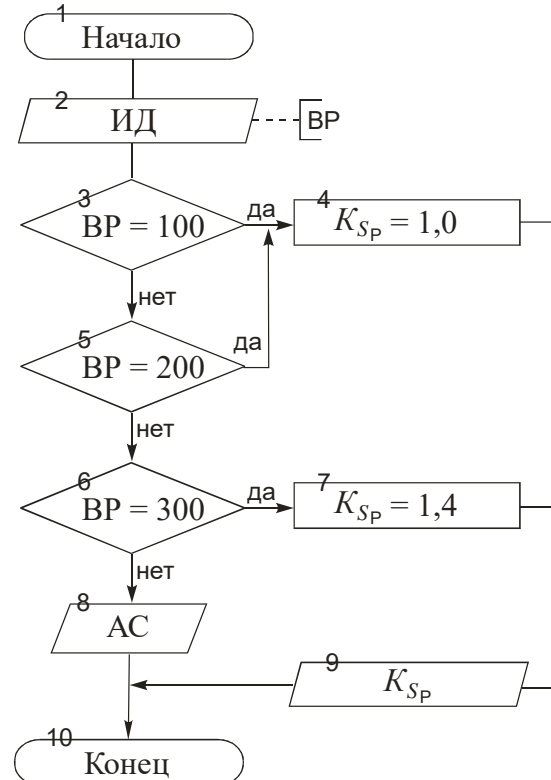 1
Начало
2
ИД
ВР
3
ВР = 100
да
4
K_{S_Р} = 1,0
нет
5
ВР = 200
да
нет
6
ВР = 300
да
7
K_{S_Р} = 1,4
нет
8
АС
9
K_{S_Р}
10
Конец